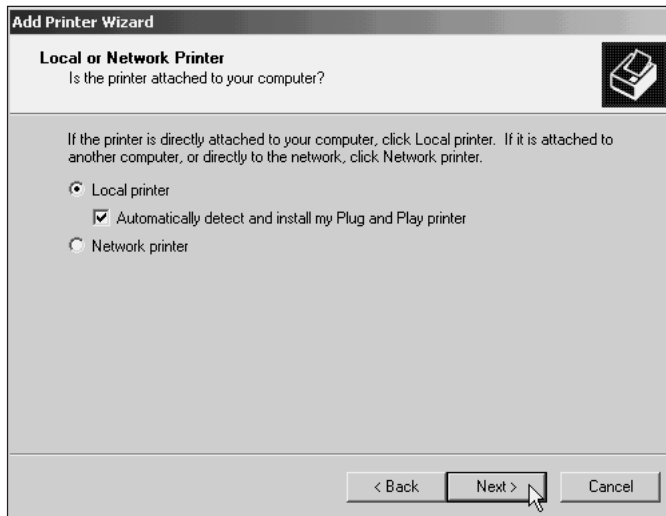 Add Printer Wizard
Local or Network Printer
Is the printer attached to your computer?
If the printer is directly attached to your computer, click Local printer. If it is attached to
another computer, or directly to the network, click Network printer.
Local printer
Automatically detect and install my Plug and Play printer
Network printer
< Back Next > Cancel